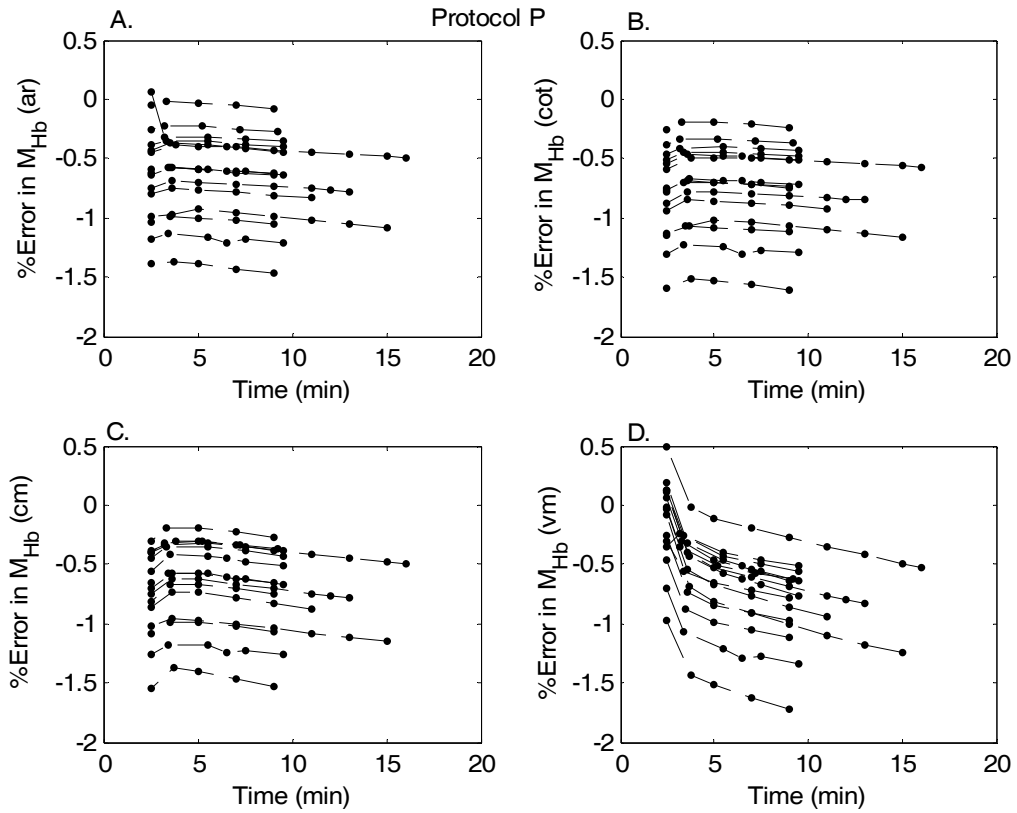 Protocol P
A.
0.5
0
-0.5
-1
-1.5
-2
0 5 10 15 20
%Error in M_Hb (ar)
Time (min)
B.
0.5
0
-0.5
-1
-1.5
-2
0 5 10 15 20
%Error in M_Hb (cot)
Time (min)
C.
0.5
0
-0.5
-1
-1.5
-2
0 5 10 15 20
%Error in M_Hb (cm)
Time (min)
D.
0.5
0
-0.5
-1
-1.5
-2
0 5 10 15 20
%Error in M_Hb (vm)
Time (min)